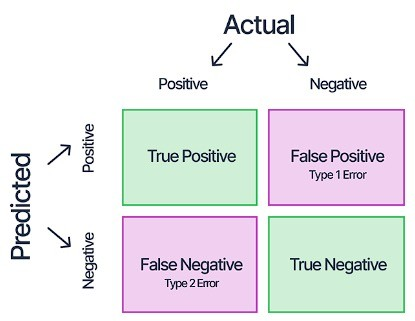 Actual
Positive
Negative
Predicted
Positive
True Positive
False Positive
Type 1 Error
Negative
False Negative
Type 2 Error
True Negative